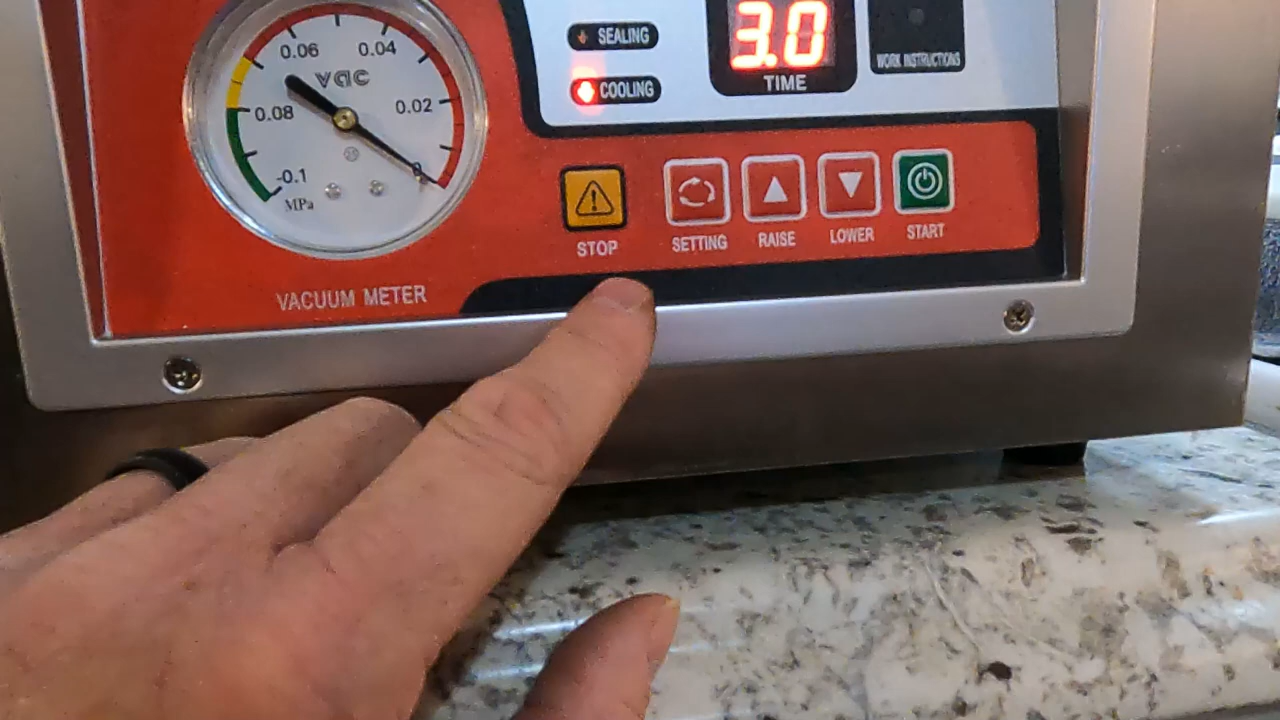 0.06
0.04
vac
0.08
0.02
-0.1
0
MPa
VACUUM METER
SEALING
COOLING
3.0
TIME
WORK INSTRUCTIONS
STOP
SETTING
RAISE
LOWER
START